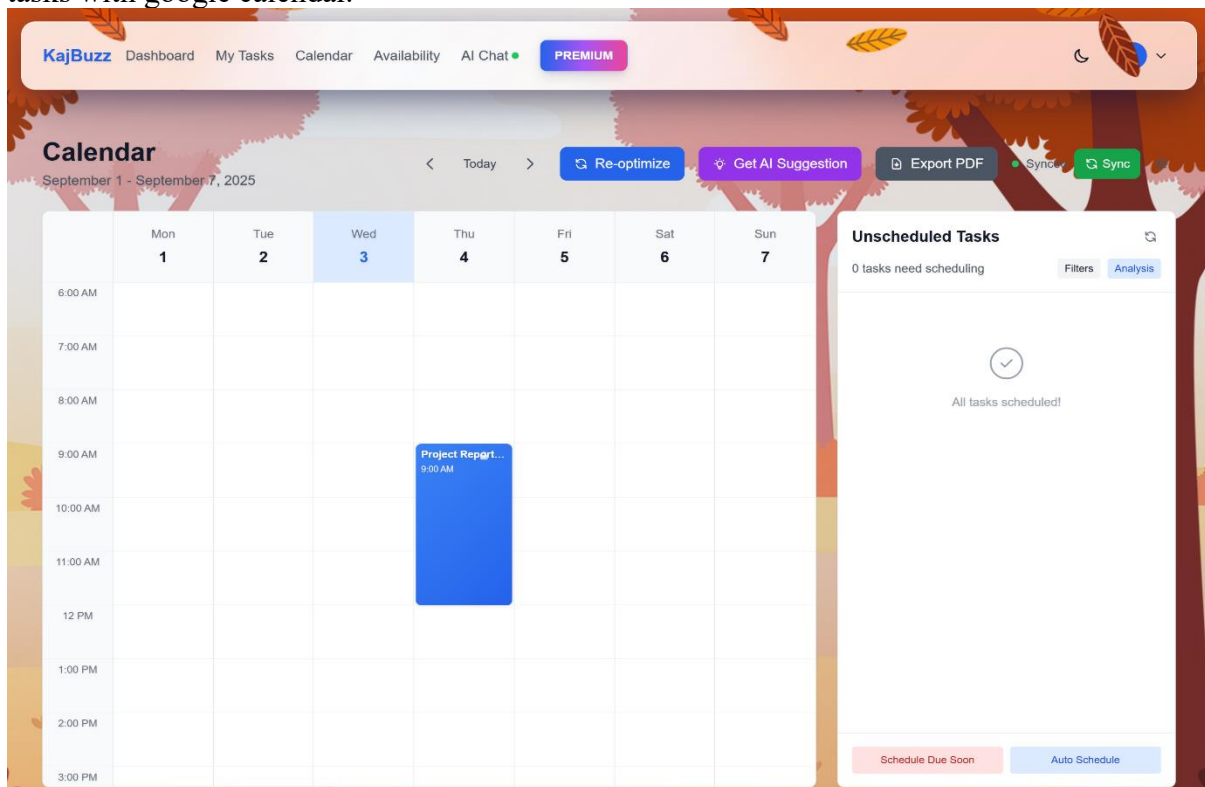 tasks with google calendar.
KajBuzz Dashboard My Tasks Calendar Availability AI Chat PREMIUM
Calendar
September 1 - September 7, 2025
Today Re-optimize Get AI Suggestion Export PDF Sync
Mon Tue Wed Thu Fri Sat Sun
1 2 3 4 5 6 7
Unscheduled Tasks
0 tasks need scheduling Filters Analysis
All tasks scheduled!
6:00 AM
7:00 AM
8:00 AM
9:00 AM
10:00 AM
11:00 AM
12 PM
1:00 PM
2:00 PM
3:00 PM
Project Report...
9:00 AM
Schedule Due Soon Auto Schedule